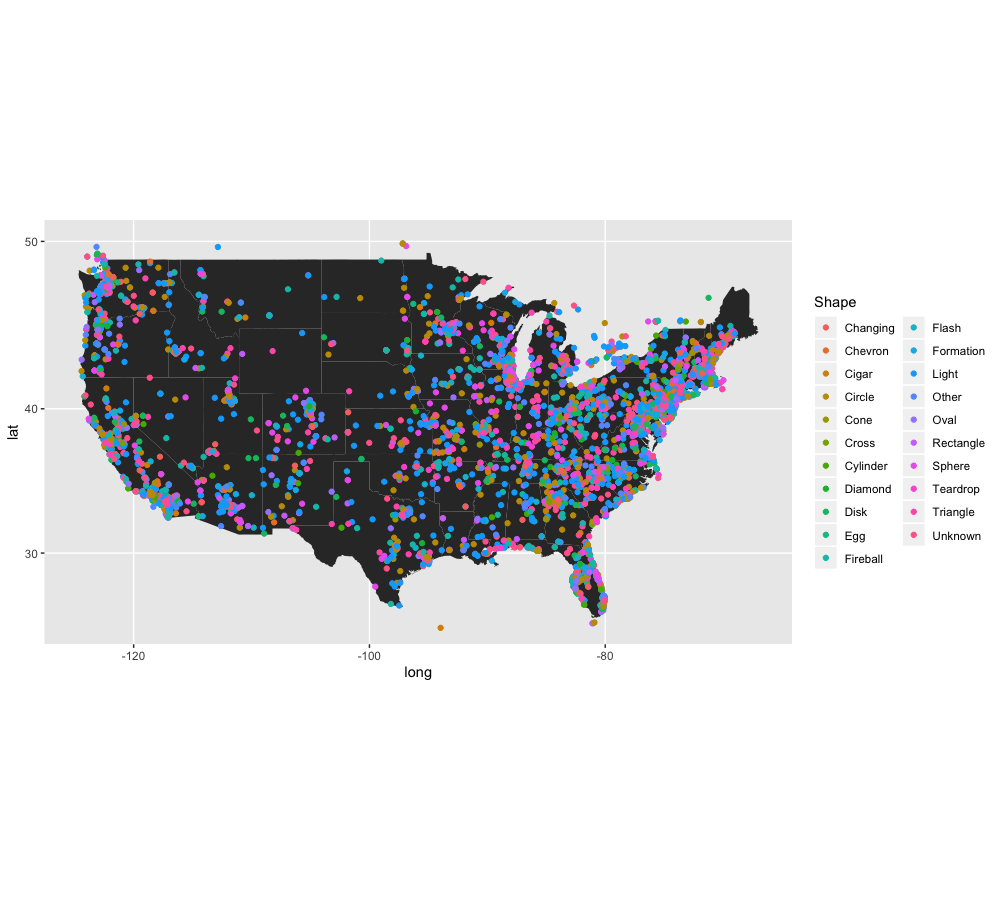 50
40
30
lat
-120
-100
-80
long
Shape
Changing
Chevron
Cigar
Circle
Cone
Cross
Cylinder
Diamond
Disk
Egg
Fireball
Flash
Formation
Light
Other
Oval
Rectangle
Sphere
Teardrop
Triangle
Unknown